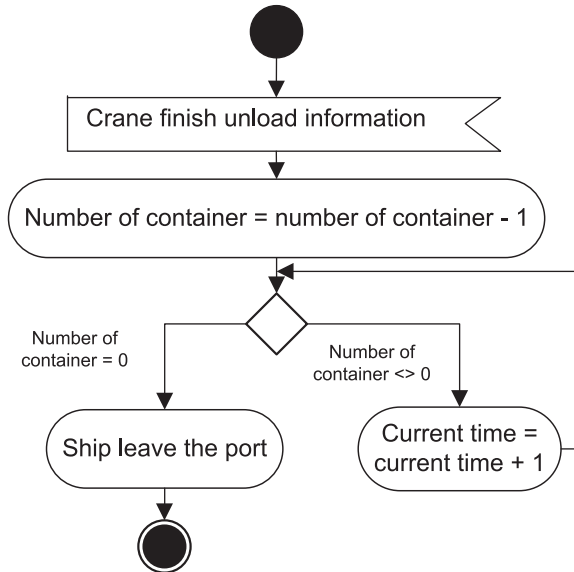 Crane finish unload information
Number of container = number of container - 1
Number of
container = 0
Number of
container <> 0
Ship leave the port
Current time =
current time + 1